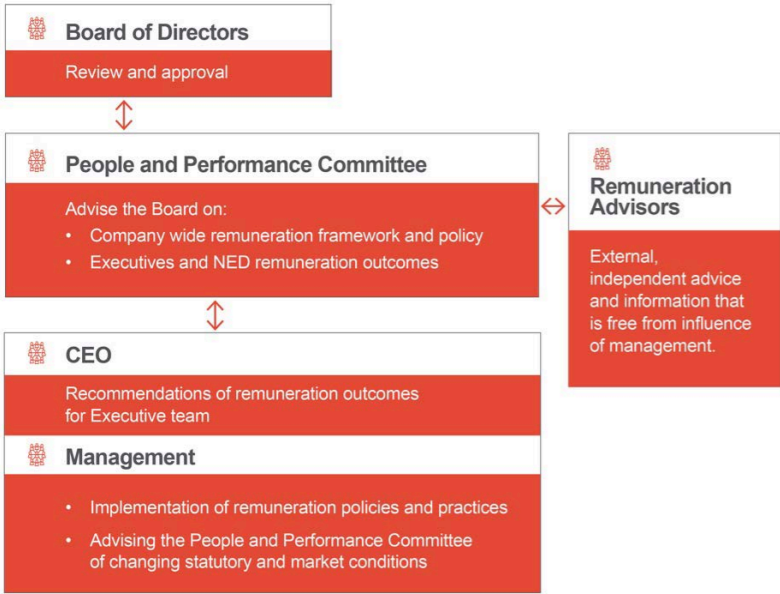 Board of Directors
Review and approval
People and Performance Committee
Advise the Board on:
• Company wide remuneration framework and policy
• Executives and NED remuneration outcomes
Remuneration
Advisors
External,
independent advice
and information that
is free from influence
of management.
CEO
Recommendations of remuneration outcomes
for Executive team
Management
• Implementation of remuneration policies and practices
• Advising the People and Performance Committee
of changing statutory and market conditions